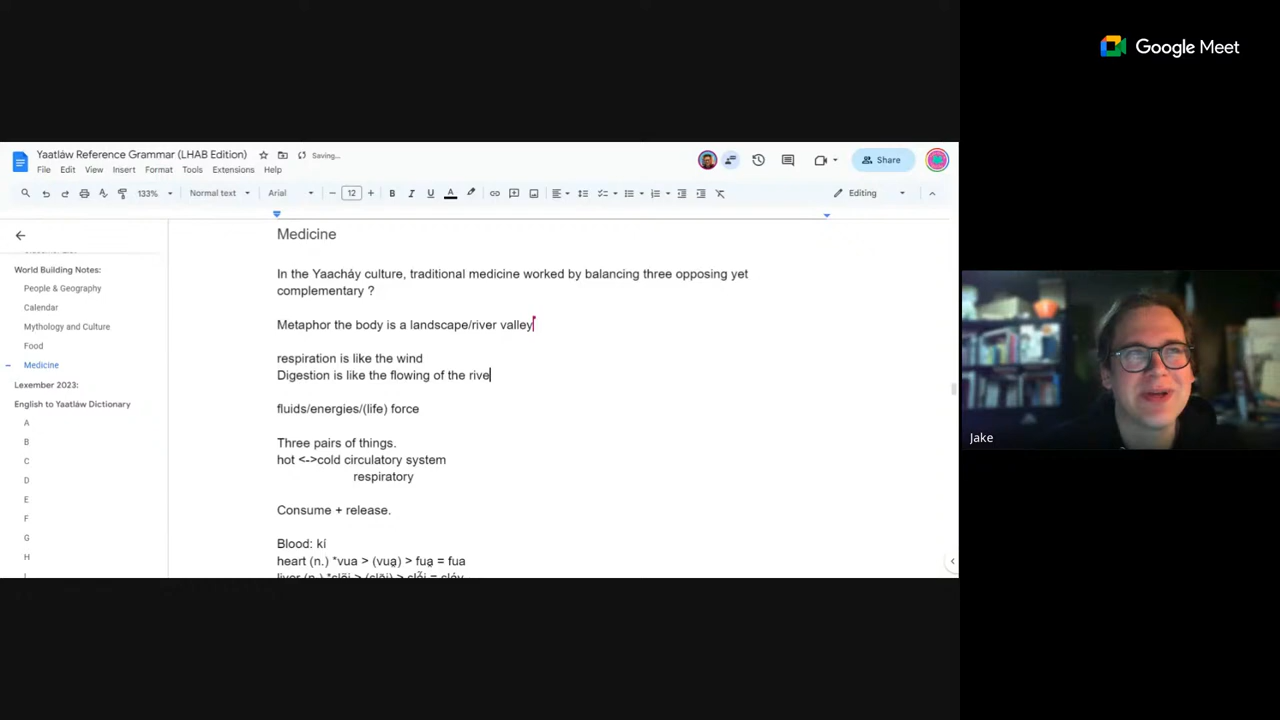 Google Meet
Yaatláw Reference Grammar (LHAB Edition)
Saving...
File Edit View Insert Format Tools Extensions Help
Share
133% Normal text Arial 12 Editing
World Building Notes:
People & Geography
Calendar
Mythology and Culture
Food
Medicine
Lexember 2023:
English to Yaatláw Dictionary
A
B
C
D
E
F
G
H
Medicine
In the Yaacháy culture, traditional medicine worked by balancing three opposing yet
complementary ?
Metaphor the body is a landscape/river valley
respiration is like the wind
Digestion is like the flowing of the rive
fluids/energies/(life) force
Three pairs of things.
hot <->cold circulatory system
respiratory
Consume + release.
Blood: kí
heart (n.) *vua > (vua̤) > fua̤ = fua
liver (n.)
Jake